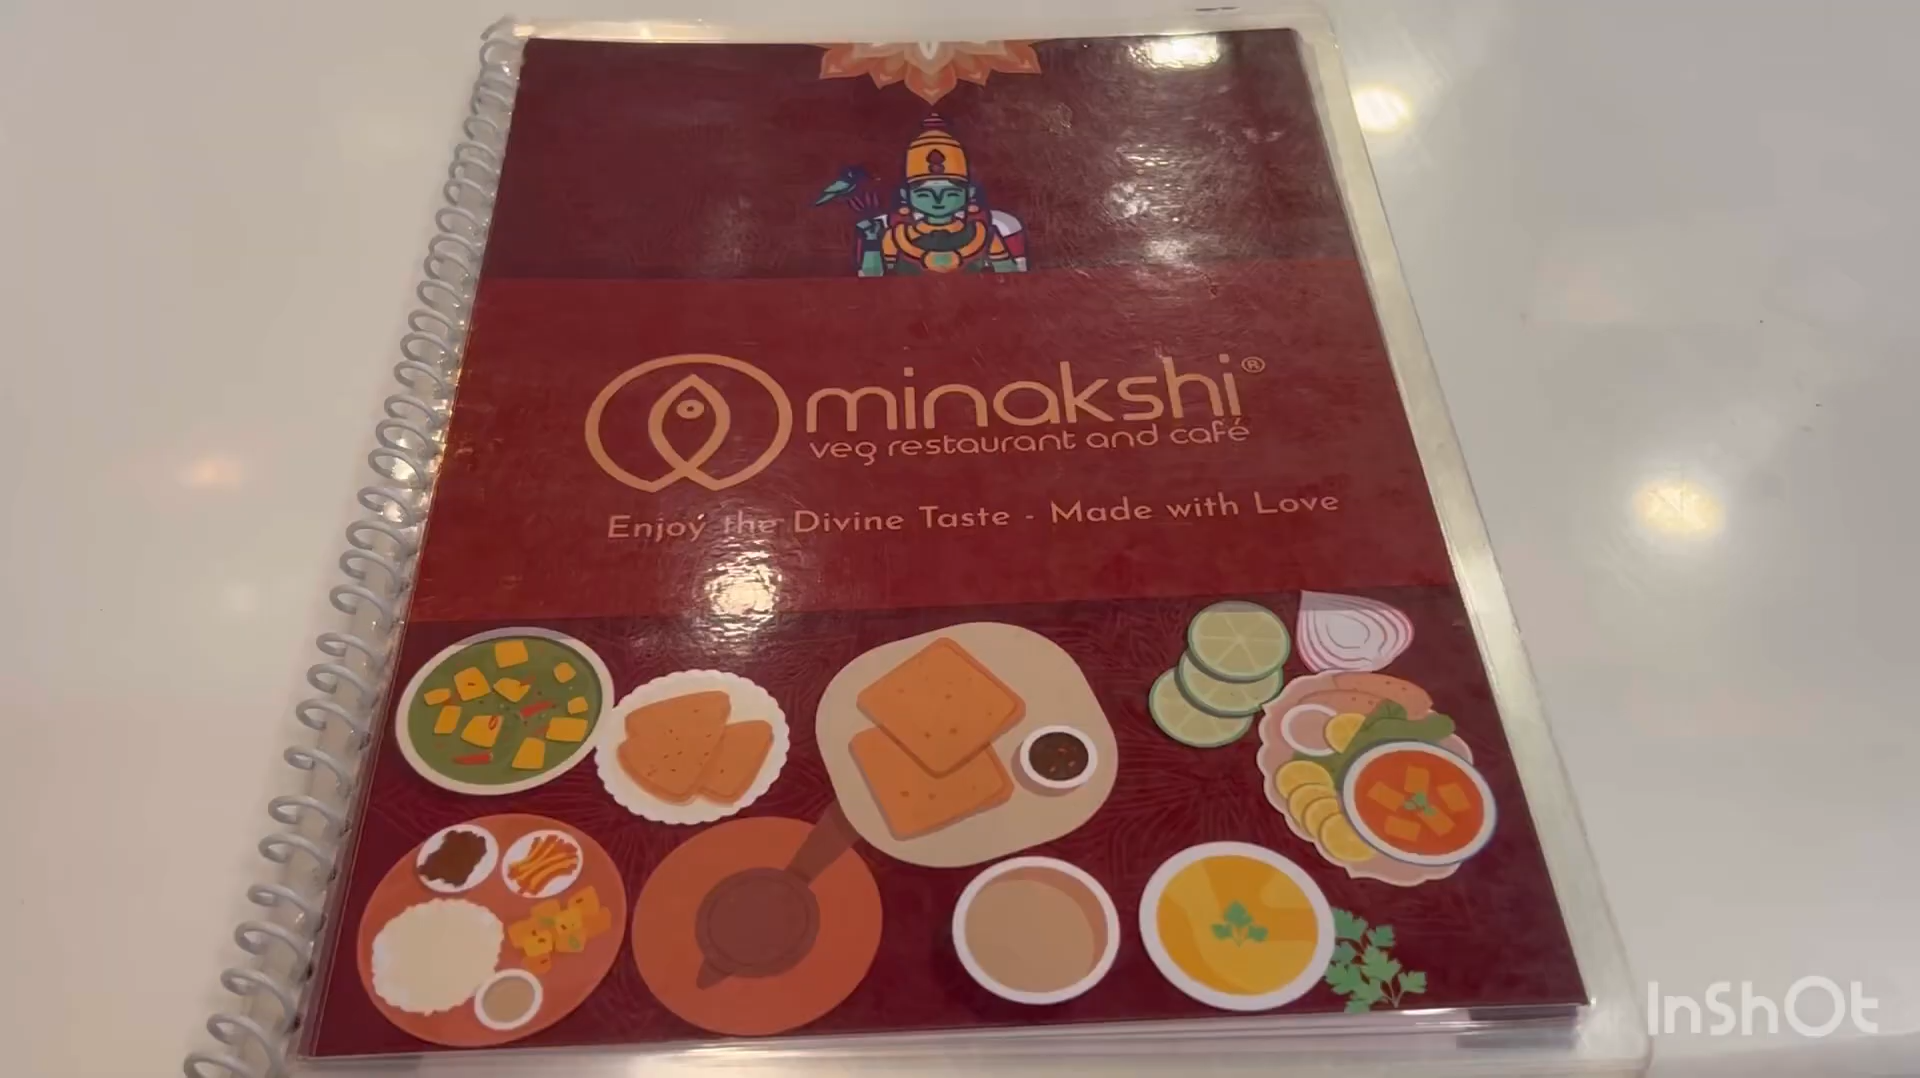 minakshi®
veg restaurant and café
Enjoy the Divine Taste - Made with Love
InShOt